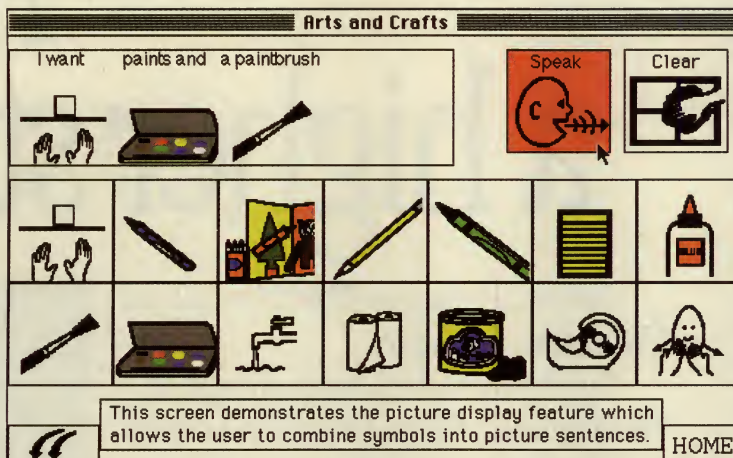 Arts and Crafts
I want paints and a paintbrush
Speak
Clear
GLUE
This screen demonstrates the picture display feature which
allows the user to combine symbols into picture sentences.
HOME